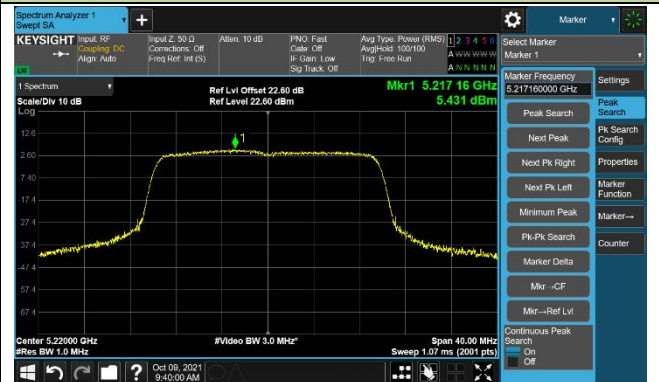 Spectrum Analyzer 1
Swept SA
Marker
KEYSIGHT
Input: RF
Coupling: DC
Align: Auto
Input Z: 50 Ω
Corrections: Off
Freq Ref: Int (S)
Atten: 10 dB
PNO: Fast
Gate: Off
IF Gain: Low
Sig Track: Off
Avg Type: Power (RMS)
Avg|Hold: 100/100
Trig: Free Run
1 2 3 4 5 6
A W W W W W
A N N N N N
Select Marker
Marker 1
1 Spectrum
Scale/Div 10 dB
Log
Ref Lvl Offset 22.60 dB
Ref Level 22.60 dBm
Mkr1 5.217 16 GHz
5.431 dBm
1
12.6
2.60
-7.40
-17.4
-27.4
-37.4
-47.4
-57.4
-67.4
Center 5.22000 GHz
#Res BW 1.0 MHz
#Video BW 3.0 MHz*
Span 40.00 MHz
Sweep 1.07 ms (2001 pts)
Marker Frequency
5.217160000 GHz
Peak Search
Next Peak
Next Pk Right
Next Pk Left
Minimum Peak
Pk-Pk Search
Marker Delta
Mkr→CF
Mkr→Ref Lvl
Continuous Peak
Search
On
Off
Settings
Peak
Search
Pk Search
Config
Properties
Marker
Function
Marker→
Counter
?
Oct 09, 2021
9:40:00 AM